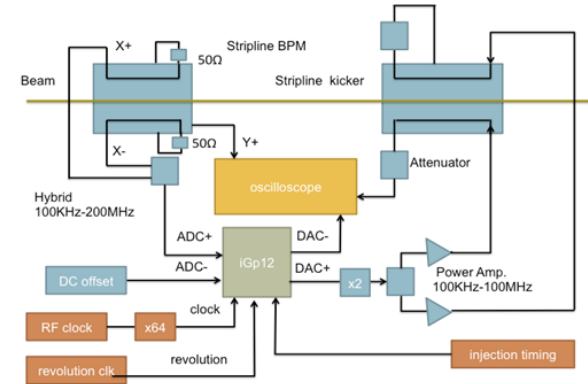 X+
50Ω
Stripline BPM
Beam
Stripline kicker
X-
50Ω
Y+
Attenuator
Hybrid
100KHz-200MHz
oscilloscope
ADC+
DAC-
ADC-
iGp12
DAC+
DC offset
x2
Power Amp.
100KHz-100MHz
clock
RF clock
x64
revolution
revolution clk
injection timing